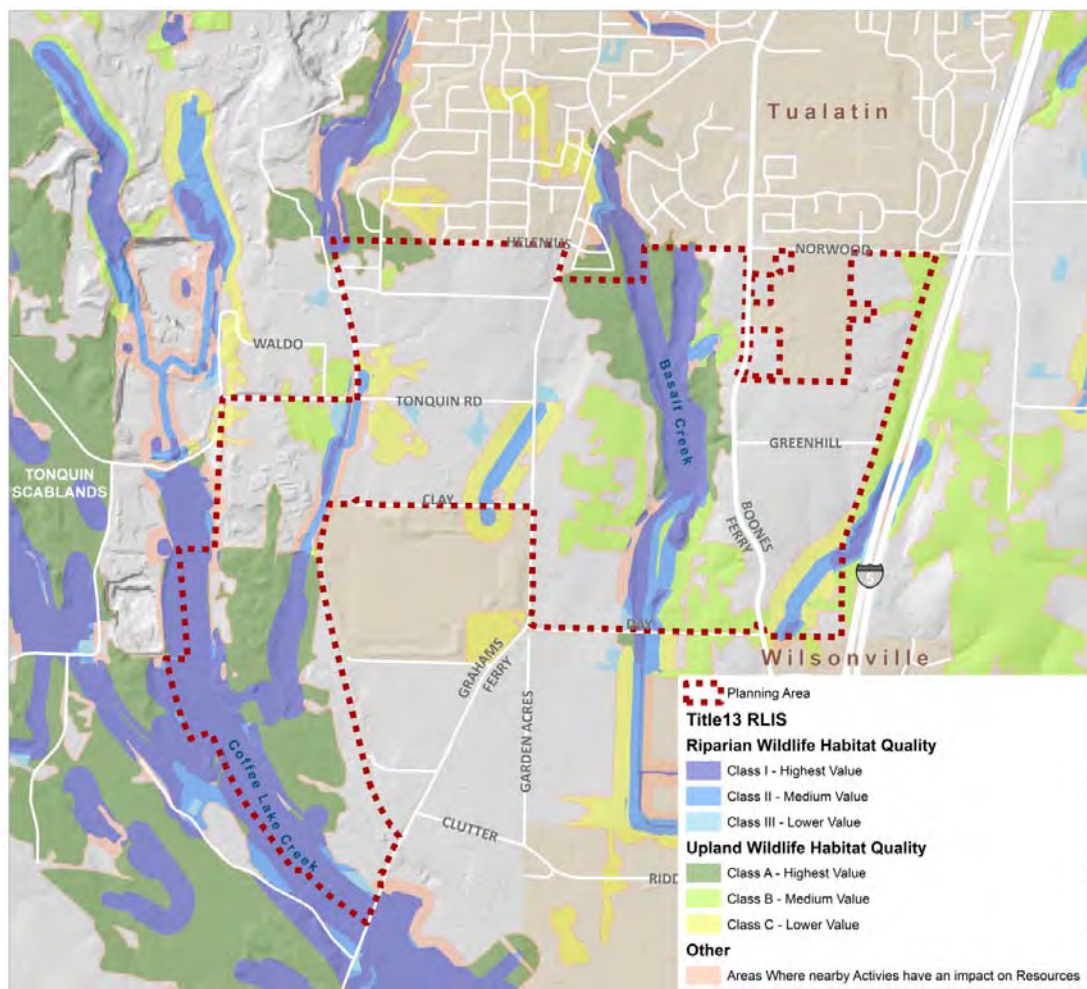 Tualatin
HELENIUS
NORWOOD
WALDO
Basalt Creek
TONQUIN RD
GREENHILL
TONQUIN
SCABLANDS
CLAY
BOONES
FERRY
5
DAY
Wilsonville
GRAHAMS
FERRY
GARDEN ACRES
Coffee Lake Creek
CLUTTER
RIDD
Planning Area
Title13 RLIS
Riparian Wildlife Habitat Quality
Class I - Highest Value
Class II - Medium Value
Class III - Lower Value
Upland Wildlife Habitat Quality
Class A - Highest Value
Class B - Medium Value
Class C - Lower Value
Other
Areas Where nearby Activies have an impact on Resources